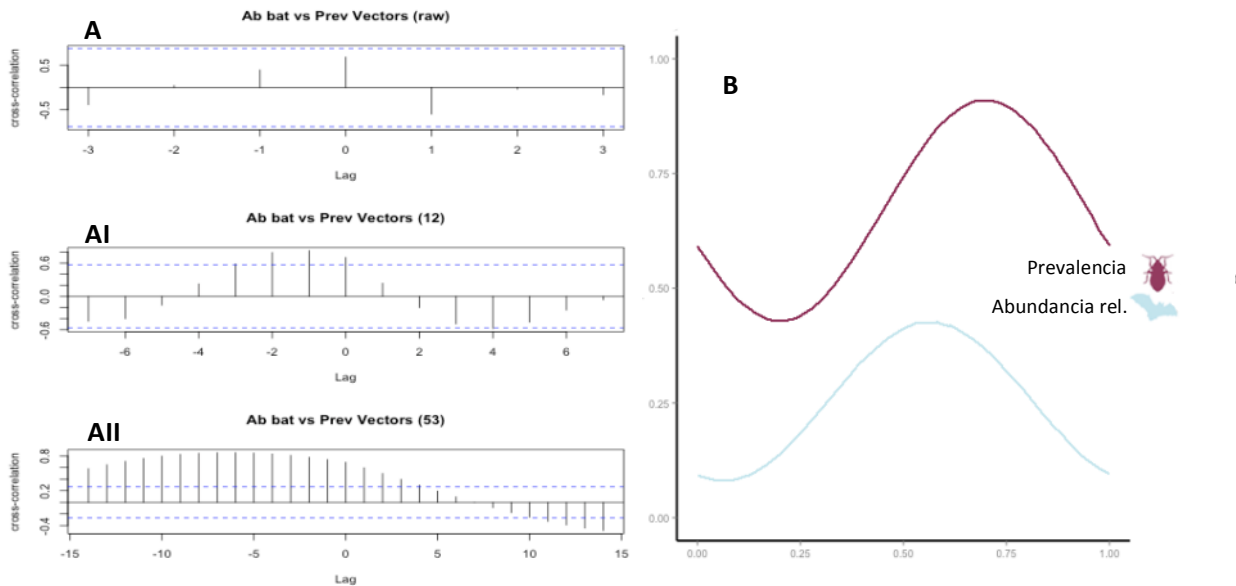 A
Ab bat vs Prev Vectors (raw)
cross-correlation
0.5
-0.5
-3 -2 -1 0 1 2 3
Lag
AI
Ab bat vs Prev Vectors (12)
cross-correlation
0.6
0.0
-0.6
-6 -4 -2 0 2 4 6
Lag
AII
Ab bat vs Prev Vectors (53)
cross-correlation
0.8
0.2
-0.4
-15 -10 -5 0 5 10 15
Lag
B
1.00
0.75
0.50
0.25
0.00
0.00 0.25 0.50 0.75 1.00
Prevalencia
Abundancia rel.